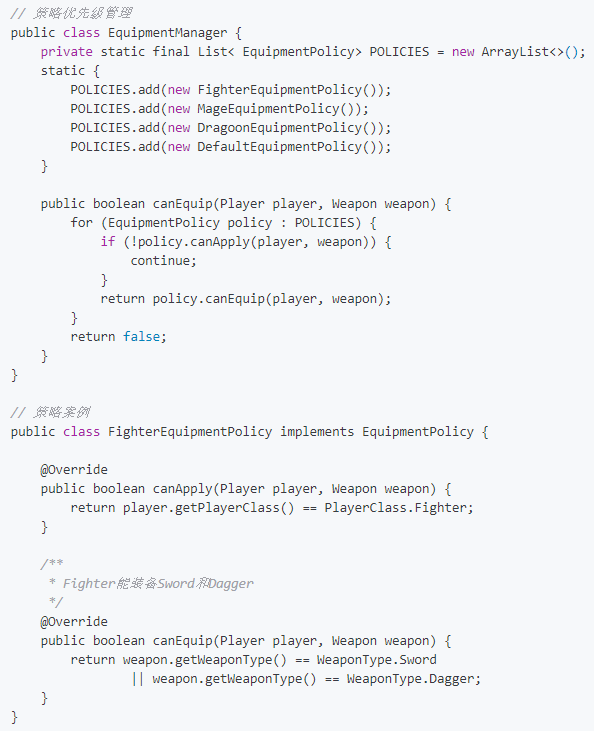 // 策略优先级管理
public class EquipmentManager {
    private static final List< EquipmentPolicy> POLICIES = new ArrayList<>();
    static {
        POLICIES.add(new FighterEquipmentPolicy());
        POLICIES.add(new MageEquipmentPolicy());
        POLICIES.add(new DragoonEquipmentPolicy());
        POLICIES.add(new DefaultEquipmentPolicy());
    }

    public boolean canEquip(Player player, Weapon weapon) {
        for (EquipmentPolicy policy : POLICIES) {
            if (!policy.canApply(player, weapon)) {
                continue;
            }
            return policy.canEquip(player, weapon);
        }
        return false;
    }
}

// 策略案例
public class FighterEquipmentPolicy implements EquipmentPolicy {

    @Override
    public boolean canApply(Player player, Weapon weapon) {
        return player.getPlayerClass() == PlayerClass.Fighter;
    }

    /**
     * Fighter能装备Sword和Dagger
     */
    @Override
    public boolean canEquip(Player player, Weapon weapon) {
        return weapon.getWeaponType() == WeaponType.Sword
                || weapon.getWeaponType() == WeaponType.Dagger;
    }
}